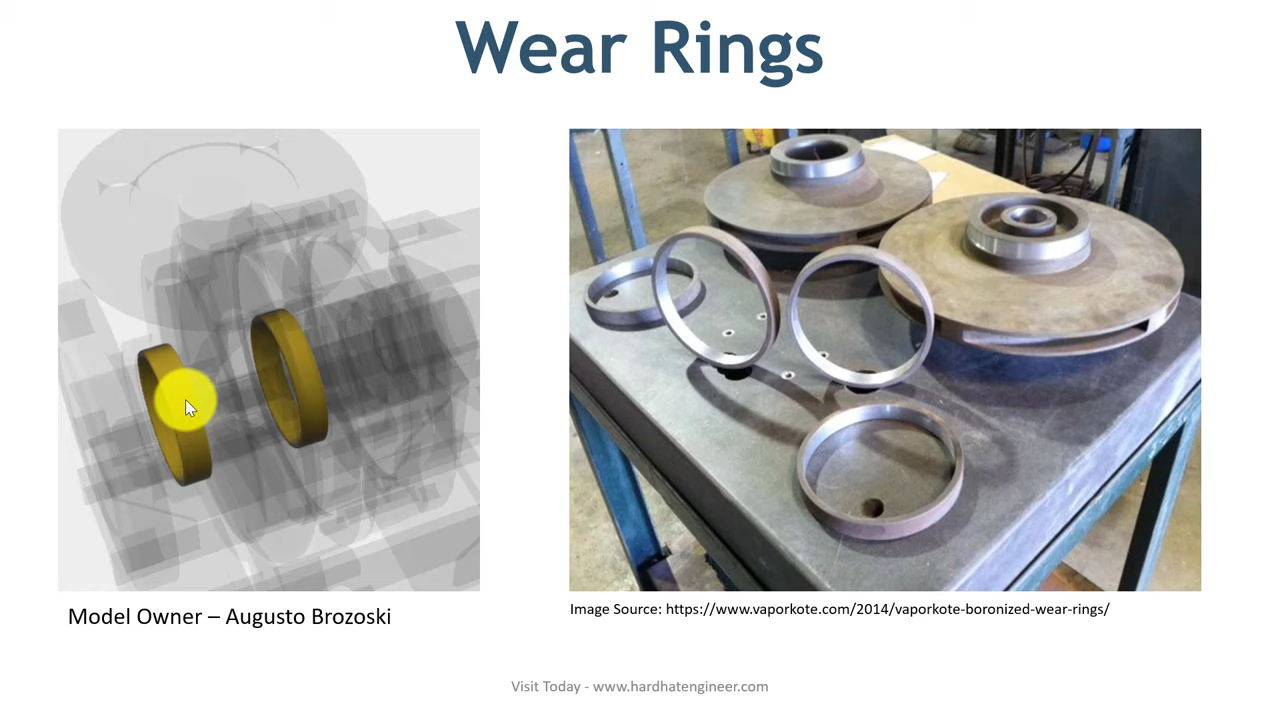 Wear Rings
Model Owner – Augusto Brozoski
Image Source: https://www.vaporkote.com/2014/vaporkote-boronized-wear-rings/
Visit Today - www.hardhatengineer.com